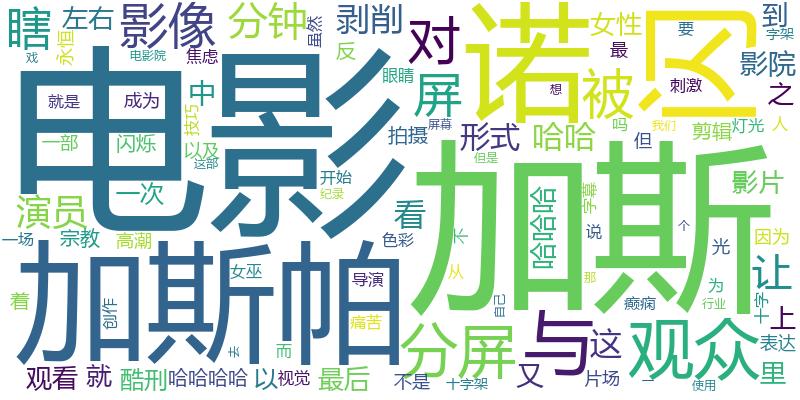 瞎
左右
影像
分钟
虽然
剥削
对
诺
因
女性
要
到
字架
永恒
电影院
焦虑
反
最
影院
戏
眼睛
被
刺激
之
就是
成为
中
技巧
屏
想
电影
一部
闪烁
以及
这部
拍摄
屏幕
形式
哈哈
吗
我们
剪辑
灯光
人
但
但是
演员
一次
开始
纪录
看
加斯
影片
一场
宗教
高潮
色彩
不
哈哈哈
字幕
说
个
光
因为
加斯帕
女巫
导演
从
那
为
让
着
创作
痛苦
自己
分屏
与
这
癫痫
行业
十字
上
观众
表达
观看
就
酷刑
哈哈哈哈
去
以
而
视觉
最后
不是
十字架
又
片场
一
使用
里